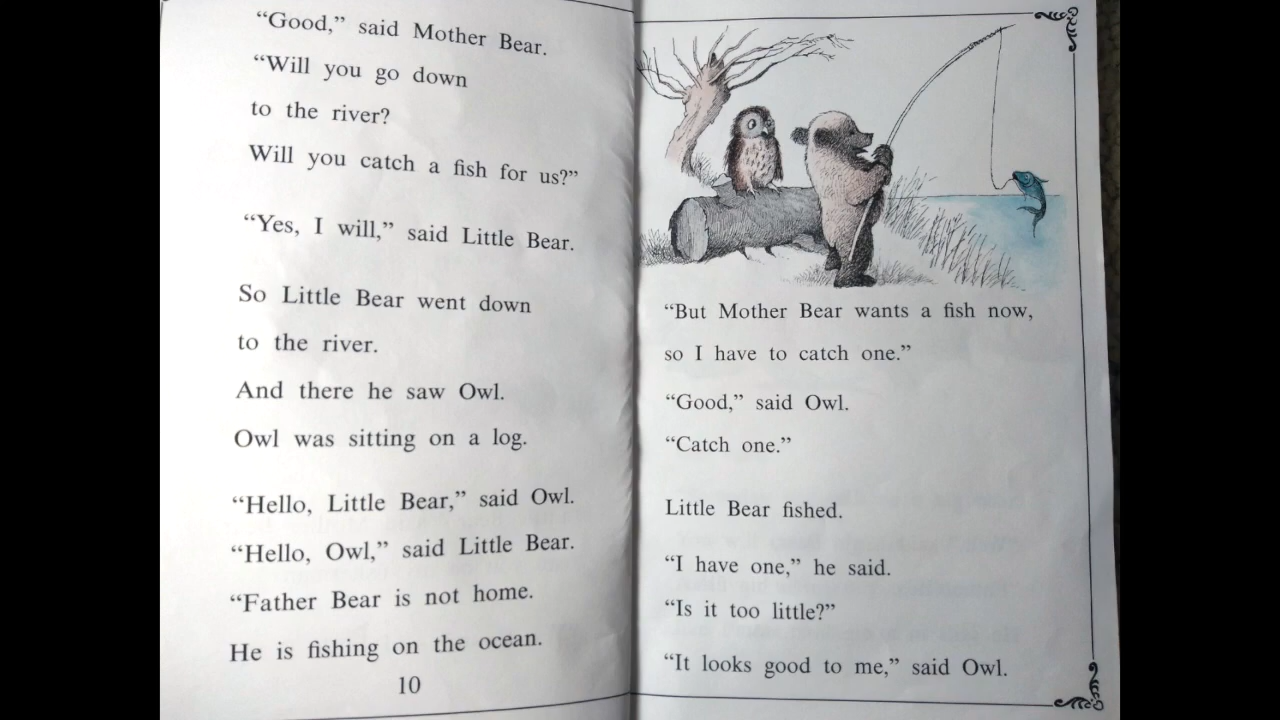 “Good,” said Mother Bear.
“Will you go down
to the river?
Will you catch a fish for us?”
“Yes, I will,” said Little Bear.
So Little Bear went down
to the river.
And there he saw Owl.
Owl was sitting on a log.
“Hello, Little Bear,” said Owl.
“Hello, Owl,” said Little Bear.
“Father Bear is not home.
He is fishing on the ocean.
10
“But Mother Bear wants a fish now,
so I have to catch one.”
“Good,” said Owl.
“Catch one.”
Little Bear fished.
“I have one,” he said.
“Is it too little?”
“It looks good to me,” said Owl.